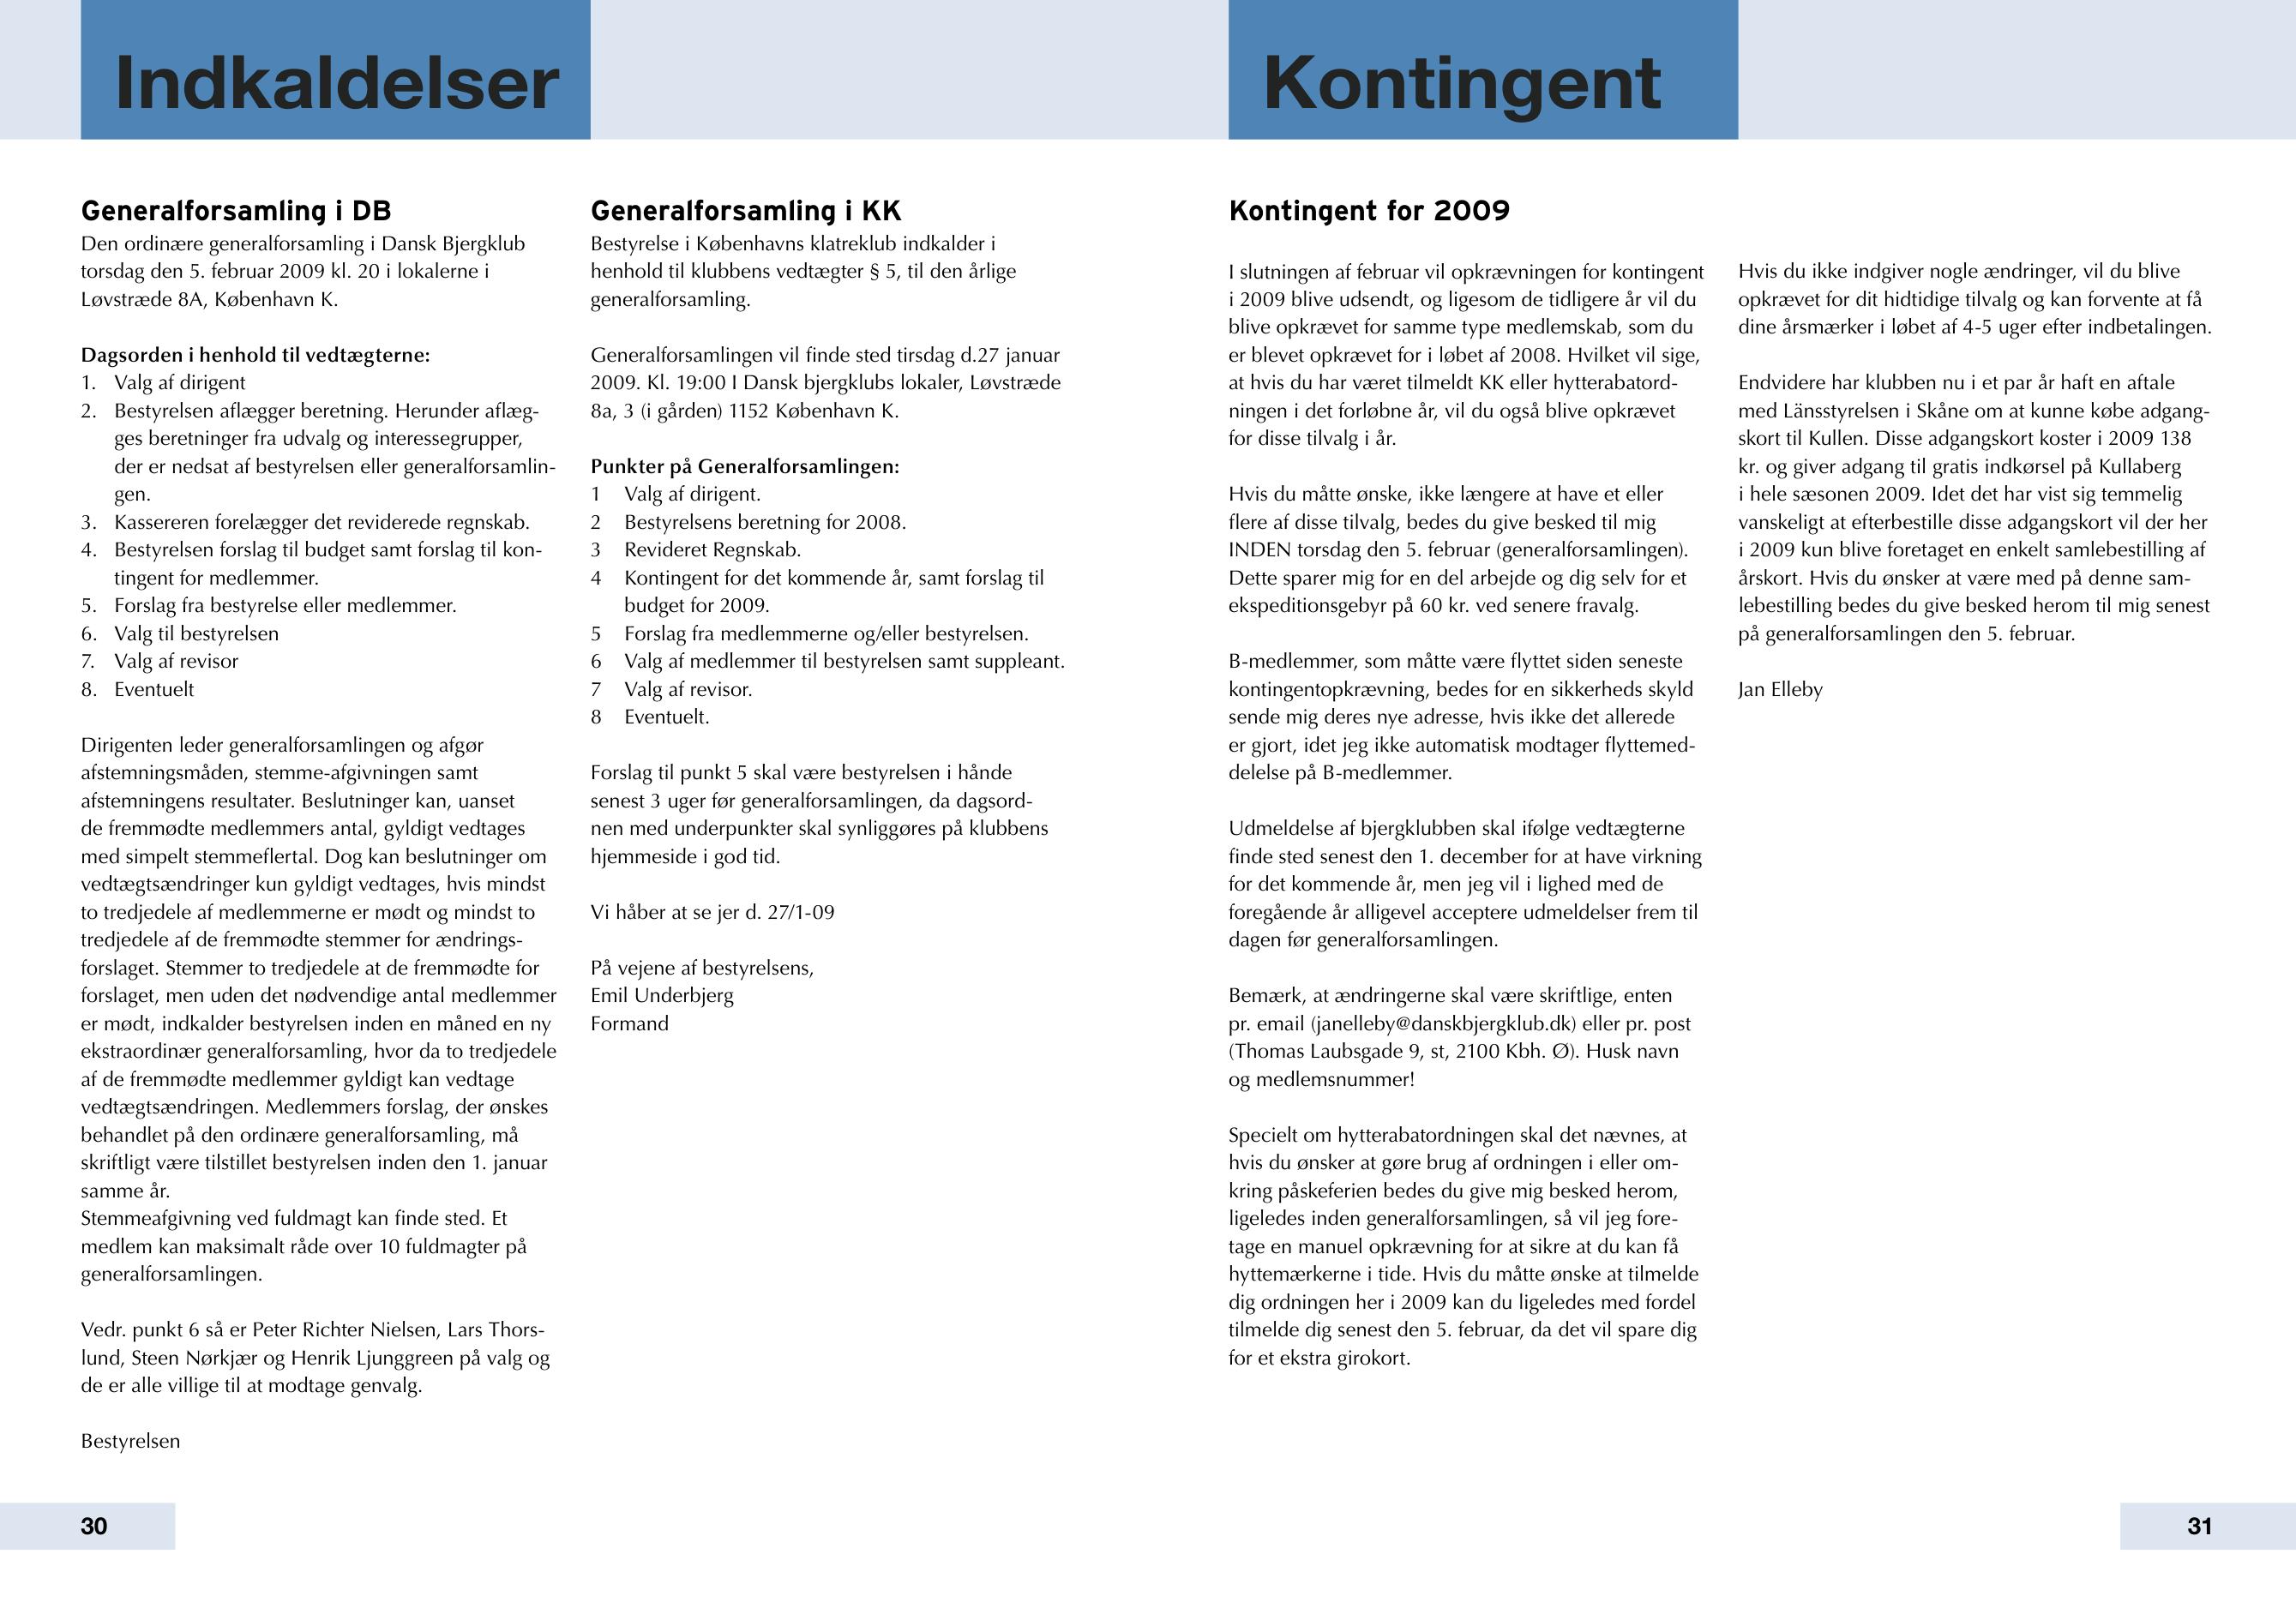 Indkaldelser
Generalforsamling i DB
Den ordinære generalforsamling i Dansk Bjergklub
torsdag den 5. februar 2009 kl. 20 i lokalerne i
Løvstræde 8A, København K.
Dagsorden i henhold til vedtægterne:
1. Valg af dirigent
2. Bestyrelsen aflægger beretning. Herunder aflæg-
ges beretninger fra udvalg og interessegrupper,
der er nedsat af bestyrelsen eller generalforsamlin-
gen.
3. Kassereren forelægger det reviderede regnskab.
4. Bestyrelsen forslag til budget samt forslag til kon-
tingent for medlemmer.
5. Forslag fra bestyrelse eller medlemmer.
6. Valg til bestyrelsen
7. Valg af revisor
8. Eventuelt
Dirigenten leder generalforsamlingen og afgør
afstemningsmåden, stemme-afgivningen samt
afstemningens resultater. Beslutninger kan, uanset
de fremmødte medlemmers antal, gyldigt vedtages
med simpelt stemmeflertal. Dog kan beslutninger om
vedtægtsændringer kun gyldigt vedtages, hvis mindst
to tredjedele af medlemmerne er mødt og mindst to
tredjedele af de fremmødte stemmer for ændrings-
forslaget. Stemmer to tredjedele at de fremmødte for
forslaget, men uden det nødvendige antal medlemmer
er mødt, indkalder bestyrelsen inden en måned en ny
ekstraordinær generalforsamling, hvor da to tredjedele
af de fremmødte medlemmer gyldigt kan vedtage
vedtægtsændringen. Medlemmers forslag, der ønskes
behandlet på den ordinære generalforsamling, må
skriftligt være tilstillet bestyrelsen inden den 1. januar
samme år.
Stemmeafgivning ved fuldmagt kan finde sted. Et
medlem kan maksimalt råde over 10 fuldmagter på
generalforsamlingen.
Vedr. punkt 6 så er Peter Richter Nielsen, Lars Thors-
lund, Steen Nørkjær og Henrik Ljunggreen på valg og
de er alle villige til at modtage genvalg.
Bestyrelsen
Generalforsamling i KK
Bestyrelse i Københavns klatreklub indkalder i
henhold til klubbens vedtægter § 5, til den årlige
generalforsamling.
Generalforsamlingen vil finde sted tirsdag d.27 januar
2009. Kl. 19:00 I Dansk bjergklubs lokaler, Løvstræde
8a, 3 (i gården) 1152 København K.
Punkter på Generalforsamlingen:
1 Valg af dirigent.
2 Bestyrelsens beretning for 2008.
3 Revideret Regnskab.
4 Kontingent for det kommende år, samt forslag til
budget for 2009.
5 Forslag fra medlemmerne og/eller bestyrelsen.
6 Valg af medlemmer til bestyrelsen samt suppleant.
7 Valg af revisor.
8 Eventuelt.
Forslag til punkt 5 skal være bestyrelsen i hånde
senest 3 uger før generalforsamlingen, da dagsord-
nen med underpunkter skal synliggøres på klubbens
hjemmeside i god tid.
Vi håber at se jer d. 27/1-09
På vejene af bestyrelsens,
Emil Underbjerg
Formand
30
Kontingent
Kontingent for 2009
I slutningen af februar vil opkrævningen for kontingent
i 2009 blive udsendt, og ligesom de tidligere år vil du
blive opkrævet for samme type medlemskab, som du
er blevet opkrævet for i løbet af 2008. Hvilket vil sige,
at hvis du har været tilmeldt KK eller hytterabatord-
ningen i det forløbne år, vil du også blive opkrævet
for disse tilvalg i år.
Hvis du måtte ønske, ikke længere at have et eller
flere af disse tilvalg, bedes du give besked til mig
INDEN torsdag den 5. februar (generalforsamlingen).
Dette sparer mig for en del arbejde og dig selv for et
ekspeditionsgebyr på 60 kr. ved senere fravalg.
B-medlemmer, som måtte være flyttet siden seneste
kontingentopkrævning, bedes for en sikkerheds skyld
sende mig deres nye adresse, hvis ikke det allerede
er gjort, idet jeg ikke automatisk modtager flyttemed-
delelse på B-medlemmer.
Udmeldelse af bjergklubben skal ifølge vedtægterne
finde sted senest den 1. december for at have virkning
for det kommende år, men jeg vil i lighed med de
foregående år alligevel acceptere udmeldelser frem til
dagen før generalforsamlingen.
Bemærk, at ændringerne skal være skriftlige, enten
pr. email (janelleby@danskbjergklub.dk) eller pr. post
(Thomas Laubsgade 9, st, 2100 Kbh. Ø). Husk navn
og medlemsnummer!
Specielt om hytterabatordningen skal det nævnes, at
hvis du ønsker at gøre brug af ordningen i eller om-
kring påskeferien bedes du give mig besked herom,
ligeledes inden generalforsamlingen, så vil jeg fore-
tage en manuel opkrævning for at sikre at du kan få
hyttemærkerne i tide. Hvis du måtte ønske at tilmelde
dig ordningen her i 2009 kan du ligeledes med fordel
tilmelde dig senest den 5. februar, da det vil spare dig
for et ekstra girokort.
Hvis du ikke indgiver nogle ændringer, vil du blive
opkrævet for dit hidtidige tilvalg og kan forvente at få
dine årsmærker i løbet af 4-5 uger efter indbetalingen.
Endvidere har klubben nu i et par år haft en aftale
med Länsstyrelsen i Skåne om at kunne købe adgang-
skort til Kullen. Disse adgangskort koster i 2009 138
kr. og giver adgang til gratis indkørsel på Kullaberg
i hele sæsonen 2009. Idet det har vist sig temmelig
vanskeligt at efterbestille disse adgangskort vil der her
i 2009 kun blive foretaget en enkelt samlebestilling af
årskort. Hvis du ønsker at være med på denne sam-
lebestilling bedes du give besked herom til mig senest
på generalforsamlingen den 5. februar.
Jan Elleby
31